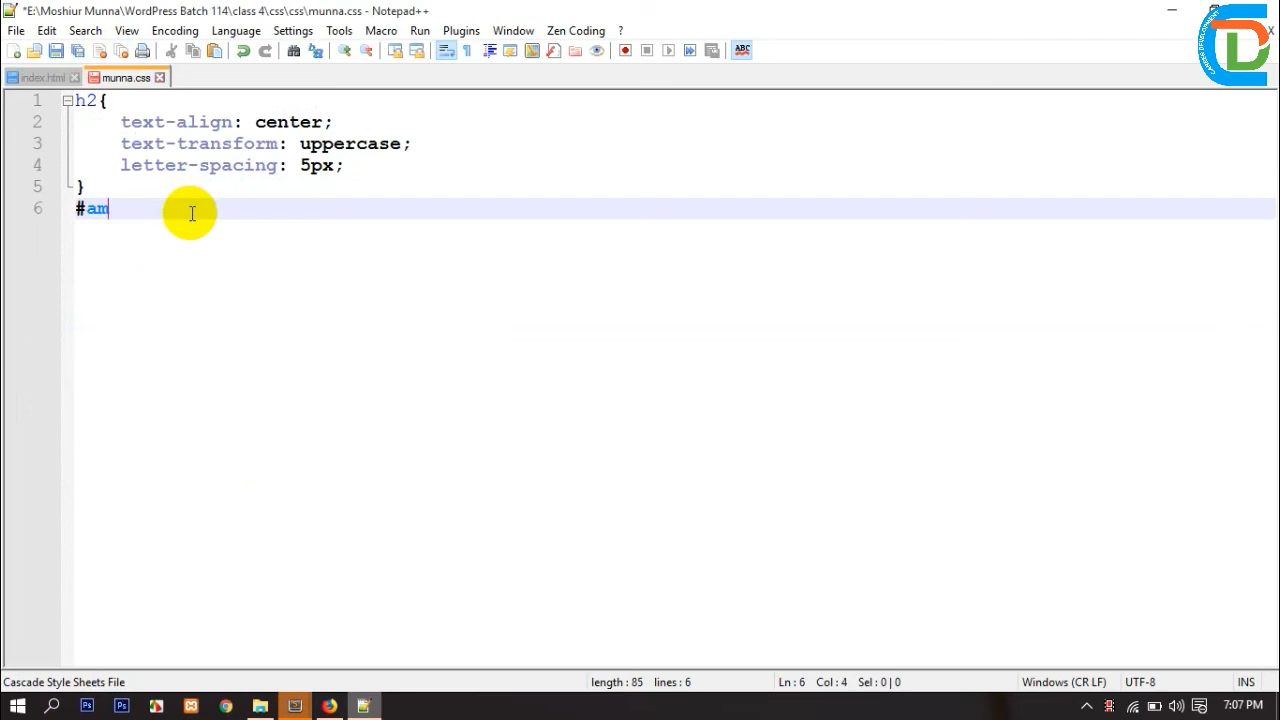 *E:\Moshiur Munna\WordPress Batch 114\class 4\css\css\munna.css - Notepad++
File Edit Search View Encoding Language Settings Tools Macro Run Plugins Window Zen Coding ?
index.html munna.css
1 h2{
2 text-align: center;
3 text-transform: uppercase;
4 letter-spacing: 5px;
5 }
6 #am
Cascade Style Sheets File length : 85 lines : 6 Ln : 6 Col : 4 Sel : 0 | 0 Windows (CR LF) UTF-8 INS
7:07 PM